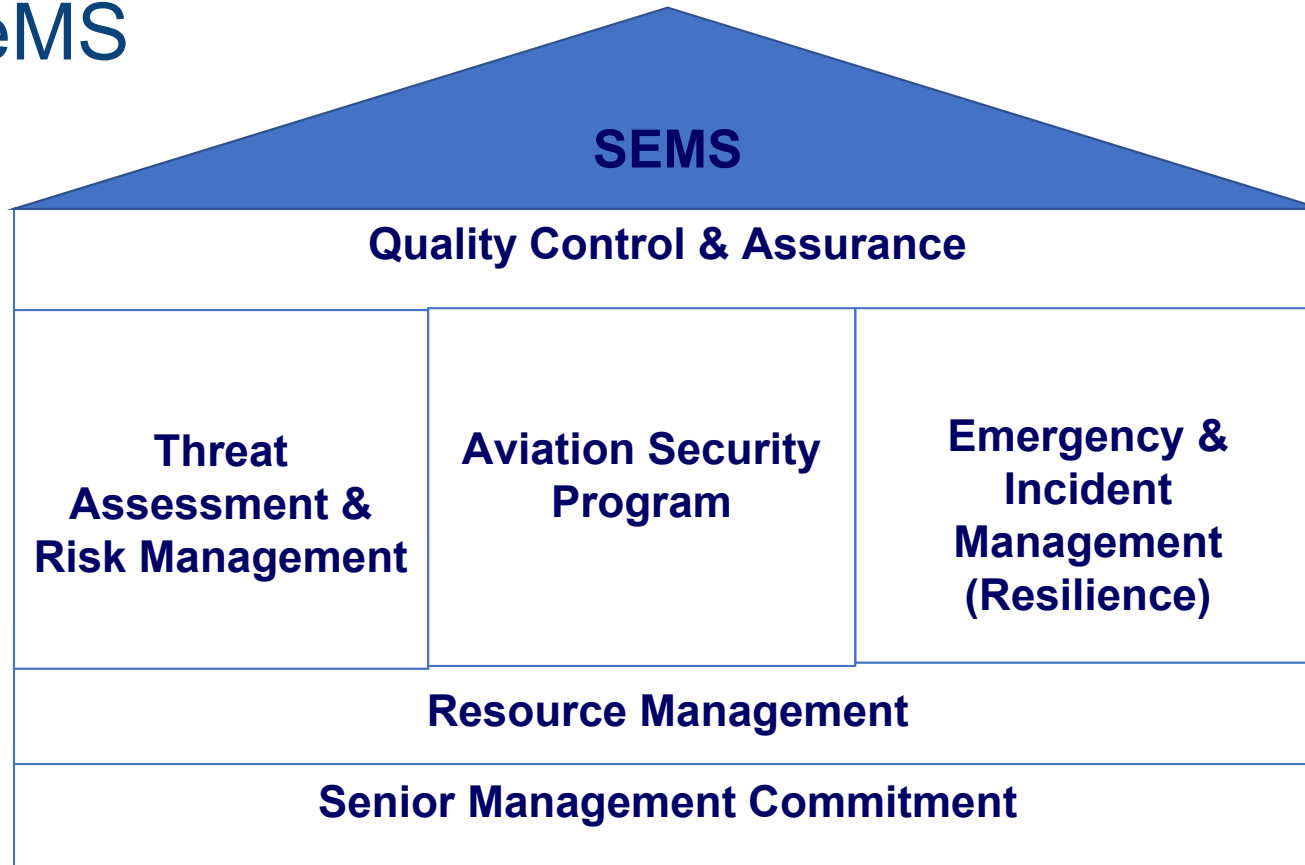 eMS
SEMS
Quality Control & Assurance
Threat
Assessment &
Risk Management
Aviation Security
Program
Emergency &
Incident
Management
(Resilience)
Resource Management
Senior Management Commitment